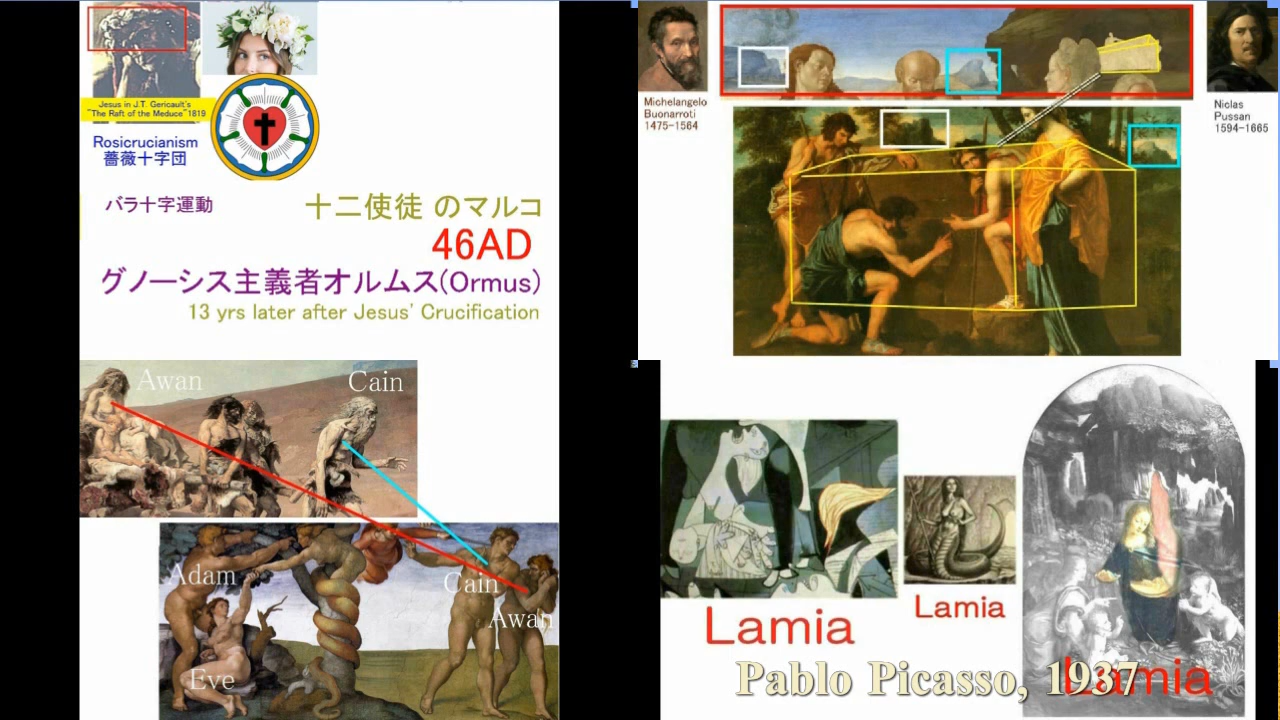 Jesus in J.T. Gericault's
"The Raft of the Meduce"1819
Rosicrucianism
薔薇十字団
バラ十字運動
十二使徒 のマルコ
46AD
グノーシス主義者オルムス(Ormus)
13 yrs later after Jesus' Crucification
Awan
Cain
Adam
Cain
Awan
Eve
Michelangelo
Buonarroti
1475-1564
Niclas
Pussan
1594-1665
Lamia
Lamia
Lamia
Pablo Picasso, 1937